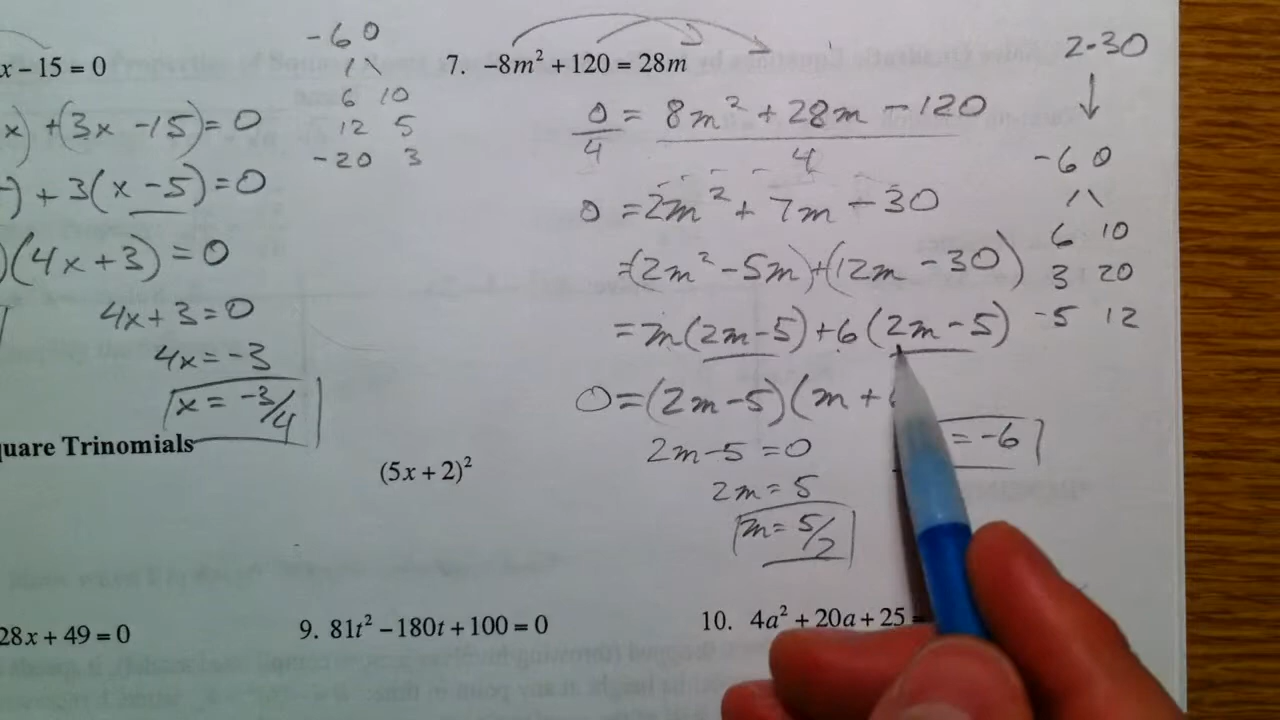 x − 15 = 0
x) + (3x − 15) = 0
) + 3(x − 5) = 0
)(4x + 3) = 0
4x + 3 = 0
4x = −3
x = −3/4
−60
/ \
6 10
12 5
−20 3
quare Trinomials
(5x + 2)²
7. −8m² + 120 = 28m
0/4 = (8m² + 28m − 120)/4
0 = 2m² + 7m − 30
= (2m² − 5m) + (12m − 30)
= m(2m − 5) + 6(2m − 5)
0 = (2m − 5)(m +
2m − 5 = 0
2m = 5
m = 5/2
= −6
2·30
↓
−60
/ \
6 10
3 20
−5 12
28x + 49 = 0
9. 81t² − 180t + 100 = 0
10. 4a² + 20a + 25 =